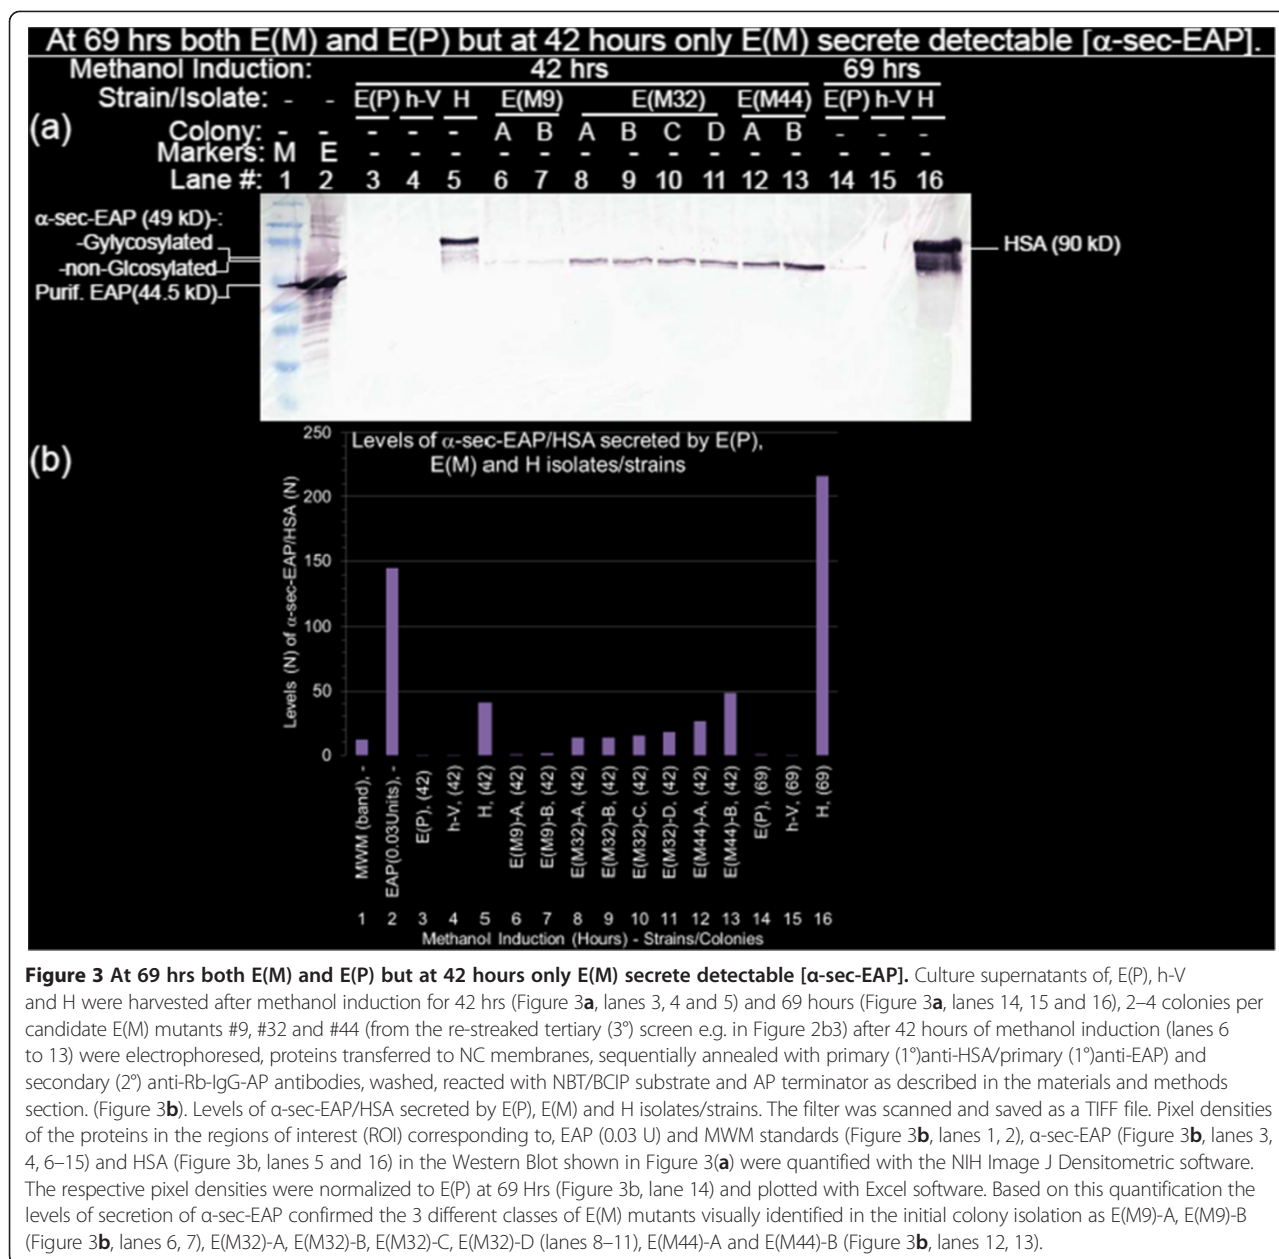 At 69 hrs both E(M) and E(P) but at 42 hours only E(M) secrete detectable [α-sec-EAP].
Methanol Induction: 42 hrs 69 hrs
Strain/Isolate: - - E(P) h-V H E(M9) E(M32) E(M44) E(P) h-V H
(a)
Colony: - - - - - A B A B C D A B - - -
Markers: M E - - - - - - - - - - - - - -
Lane #: 1 2 3 4 5 6 7 8 9 10 11 12 13 14 15 16
α-sec-EAP (49 kD)-:
-Gylycosylated
-non-Glcosylated
Purif. EAP(44.5 kD)
HSA (90 kD)
(b)
Levels of α-sec-EAP/HSA secreted by E(P),
E(M) and H isolates/strains
Levels (N) of α-sec-EAP/HSA (N)
250
200
150
100
50
0
MWM (band), -
EAP(0.03Units), -
E(P), (42)
h-V, (42)
H, (42)
E(M9)-A, (42)
E(M9)-B, (42)
E(M32)-A, (42)
E(M32)-B, (42)
E(M32)-C, (42)
E(M32)-D, (42)
E(M44)-A, (42)
E(M44)-B, (42)
E(P), (69)
h-V, (69)
H, (69)
1 2 3 4 5 6 7 8 9 10 11 12 13 14 15 16
Methanol Induction (Hours) - Strains/Colonies
Figure 3 At 69 hrs both E(M) and E(P) but at 42 hours only E(M) secrete detectable [α-sec-EAP]. Culture supernatants of, E(P), h-V
and H were harvested after methanol induction for 42 hrs (Figure 3a, lanes 3, 4 and 5) and 69 hours (Figure 3a, lanes 14, 15 and 16), 2–4 colonies per
candidate E(M) mutants #9, #32 and #44 (from the re-streaked tertiary (3°) screen e.g. in Figure 2b3) after 42 hours of methanol induction (lanes 6
to 13) were electrophoresed, proteins transferred to NC membranes, sequentially annealed with primary (1°)anti-HSA/primary (1°)anti-EAP) and
secondary (2°) anti-Rb-IgG-AP antibodies, washed, reacted with NBT/BCIP substrate and AP terminator as described in the materials and methods
section. (Figure 3b). Levels of α-sec-EAP/HSA secreted by E(P), E(M) and H isolates/strains. The filter was scanned and saved as a TIFF file. Pixel densities
of the proteins in the regions of interest (ROI) corresponding to, EAP (0.03 U) and MWM standards (Figure 3b, lanes 1, 2), α-sec-EAP (Figure 3b, lanes 3,
4, 6–15) and HSA (Figure 3b, lanes 5 and 16) in the Western Blot shown in Figure 3(a) were quantified with the NIH Image J Densitometric software.
The respective pixel densities were normalized to E(P) at 69 Hrs (Figure 3b, lane 14) and plotted with Excel software. Based on this quantification the
levels of secretion of α-sec-EAP confirmed the 3 different classes of E(M) mutants visually identified in the initial colony isolation as E(M9)-A, E(M9)-B
(Figure 3b, lanes 6, 7), E(M32)-A, E(M32)-B, E(M32)-C, E(M32)-D (lanes 8–11), E(M44)-A and E(M44)-B (Figure 3b, lanes 12, 13).